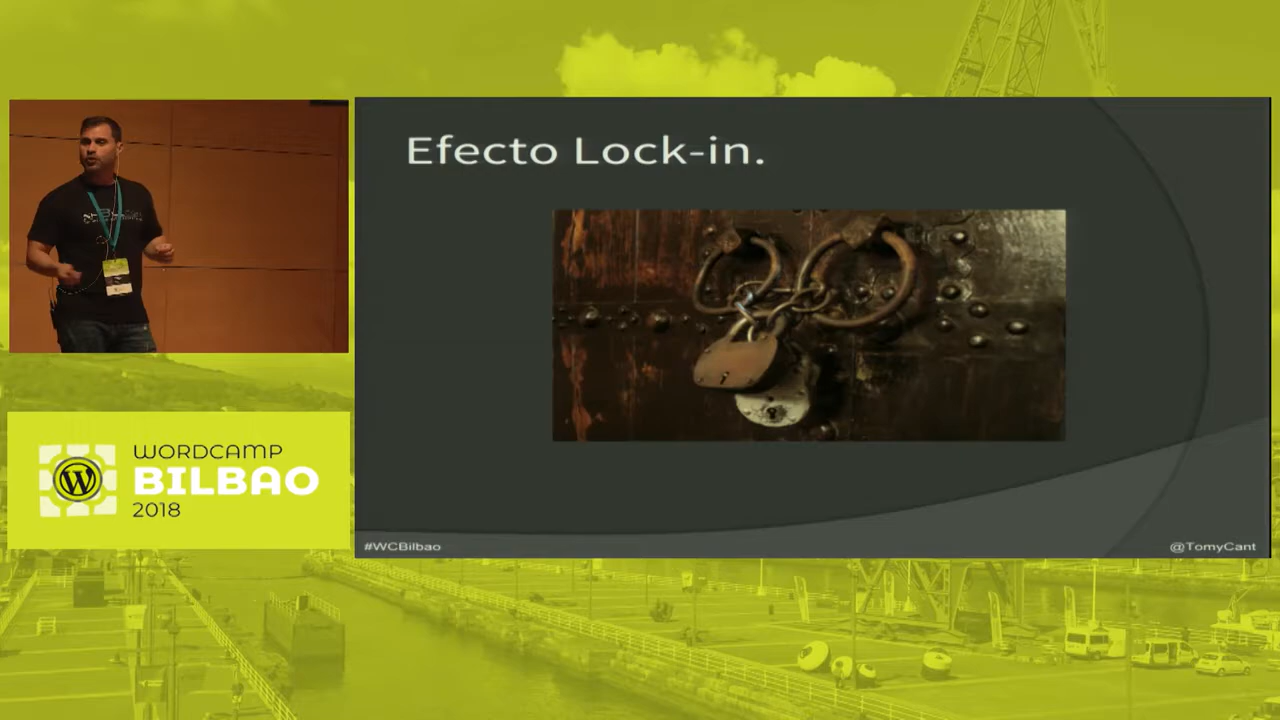 Efecto Lock-in.
WORDCAMP
BILBAO
2018
#WCBilbao
@TomyCant